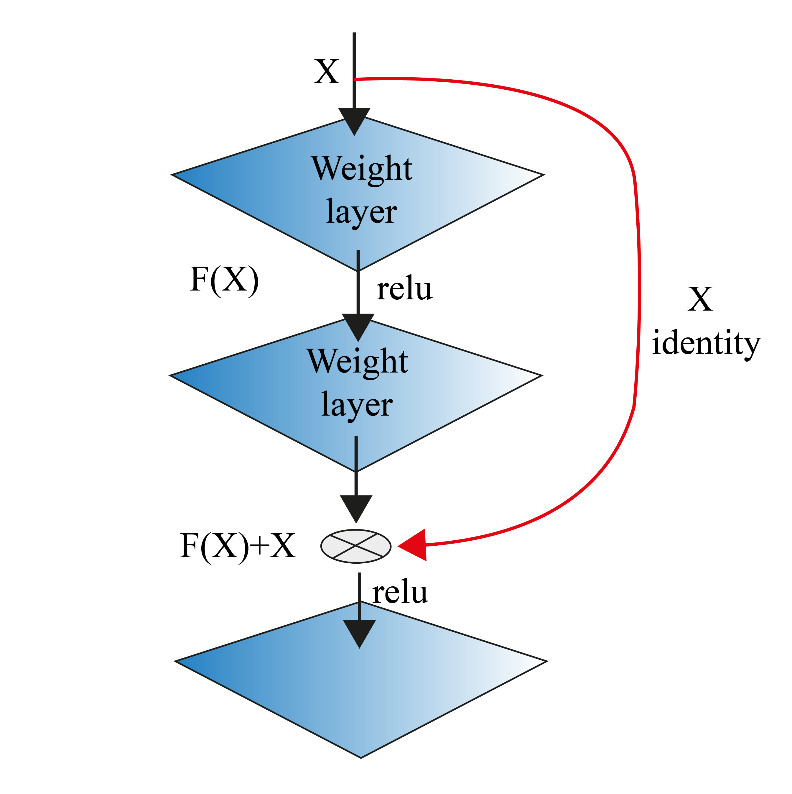 X
Weight
layer
F(X)
relu
X
identity
Weight
layer
F(X)+X
relu